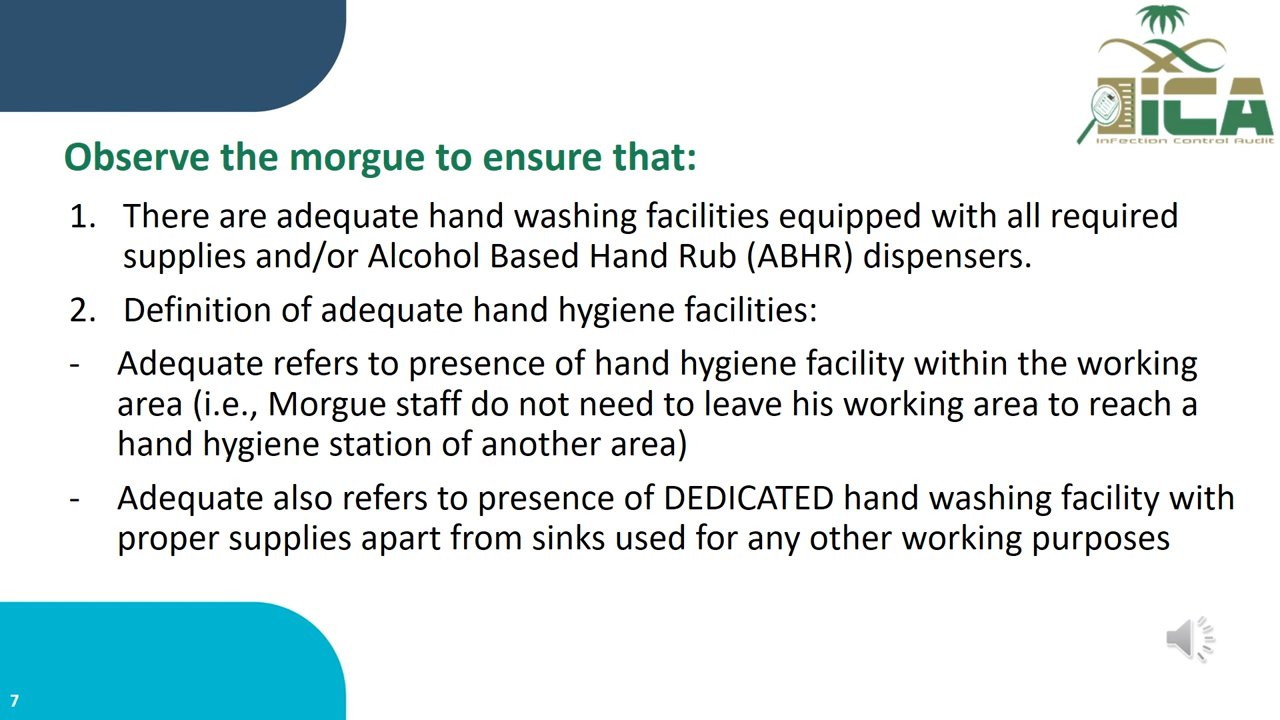 iCA
Infection Control Audit
Observe the morgue to ensure that:
1. There are adequate hand washing facilities equipped with all required
supplies and/or Alcohol Based Hand Rub (ABHR) dispensers.
2. Definition of adequate hand hygiene facilities:
- Adequate refers to presence of hand hygiene facility within the working
area (i.e., Morgue staff do not need to leave his working area to reach a
hand hygiene station of another area)
- Adequate also refers to presence of DEDICATED hand washing facility with
proper supplies apart from sinks used for any other working purposes
7